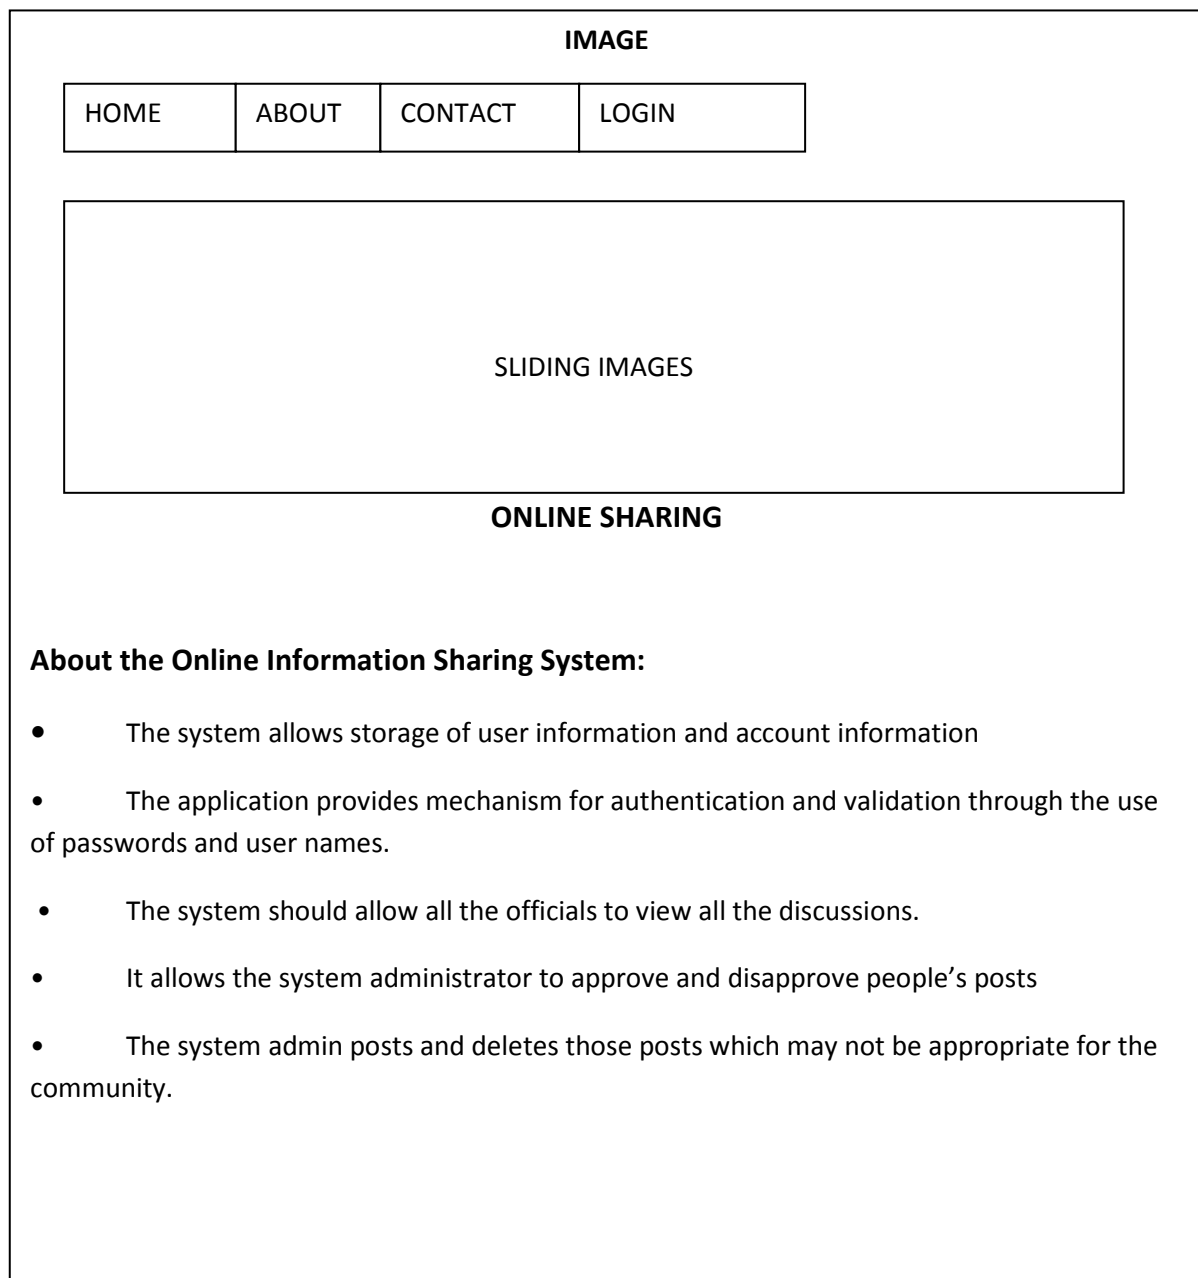 IMAGE
HOME ABOUT CONTACT LOGIN
SLIDING IMAGES
ONLINE SHARING
About the Online Information Sharing System:
• The system allows storage of user information and account information
• The application provides mechanism for authentication and validation through the use
of passwords and user names.
• The system should allow all the officials to view all the discussions.
• It allows the system administrator to approve and disapprove people’s posts
• The system admin posts and deletes those posts which may not be appropriate for the
community.